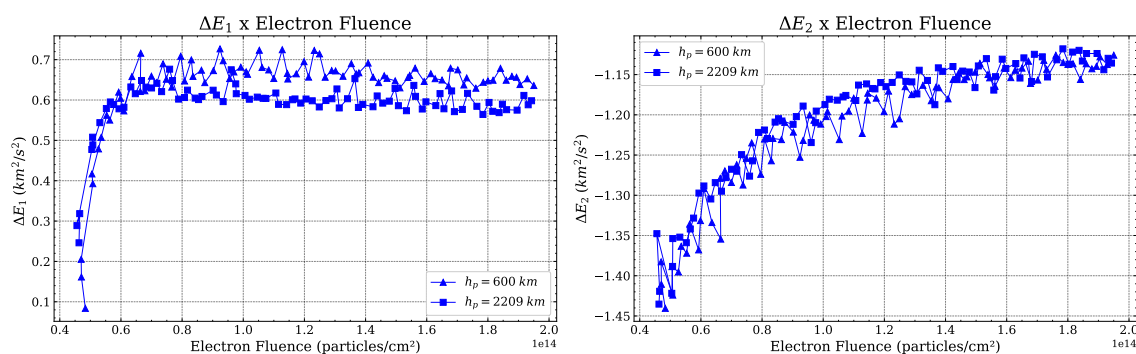 ΔE₁ x Electron Fluence
0.7
0.6
0.5
0.4
0.3
0.2
0.1
ΔE₁ (km²/s²)
hₚ = 600 km
hₚ = 2209 km
0.4 0.6 0.8 1.0 1.2 1.4 1.6 1.8 2.0
1e14
Electron Fluence (particles/cm²)
ΔE₂ x Electron Fluence
hₚ = 600 km
hₚ = 2209 km
−1.15
−1.20
−1.25
−1.30
−1.35
−1.40
−1.45
ΔE₂ (km²/s²)
0.4 0.6 0.8 1.0 1.2 1.4 1.6 1.8 2.0
1e14
Electron Fluence (particles/cm²)